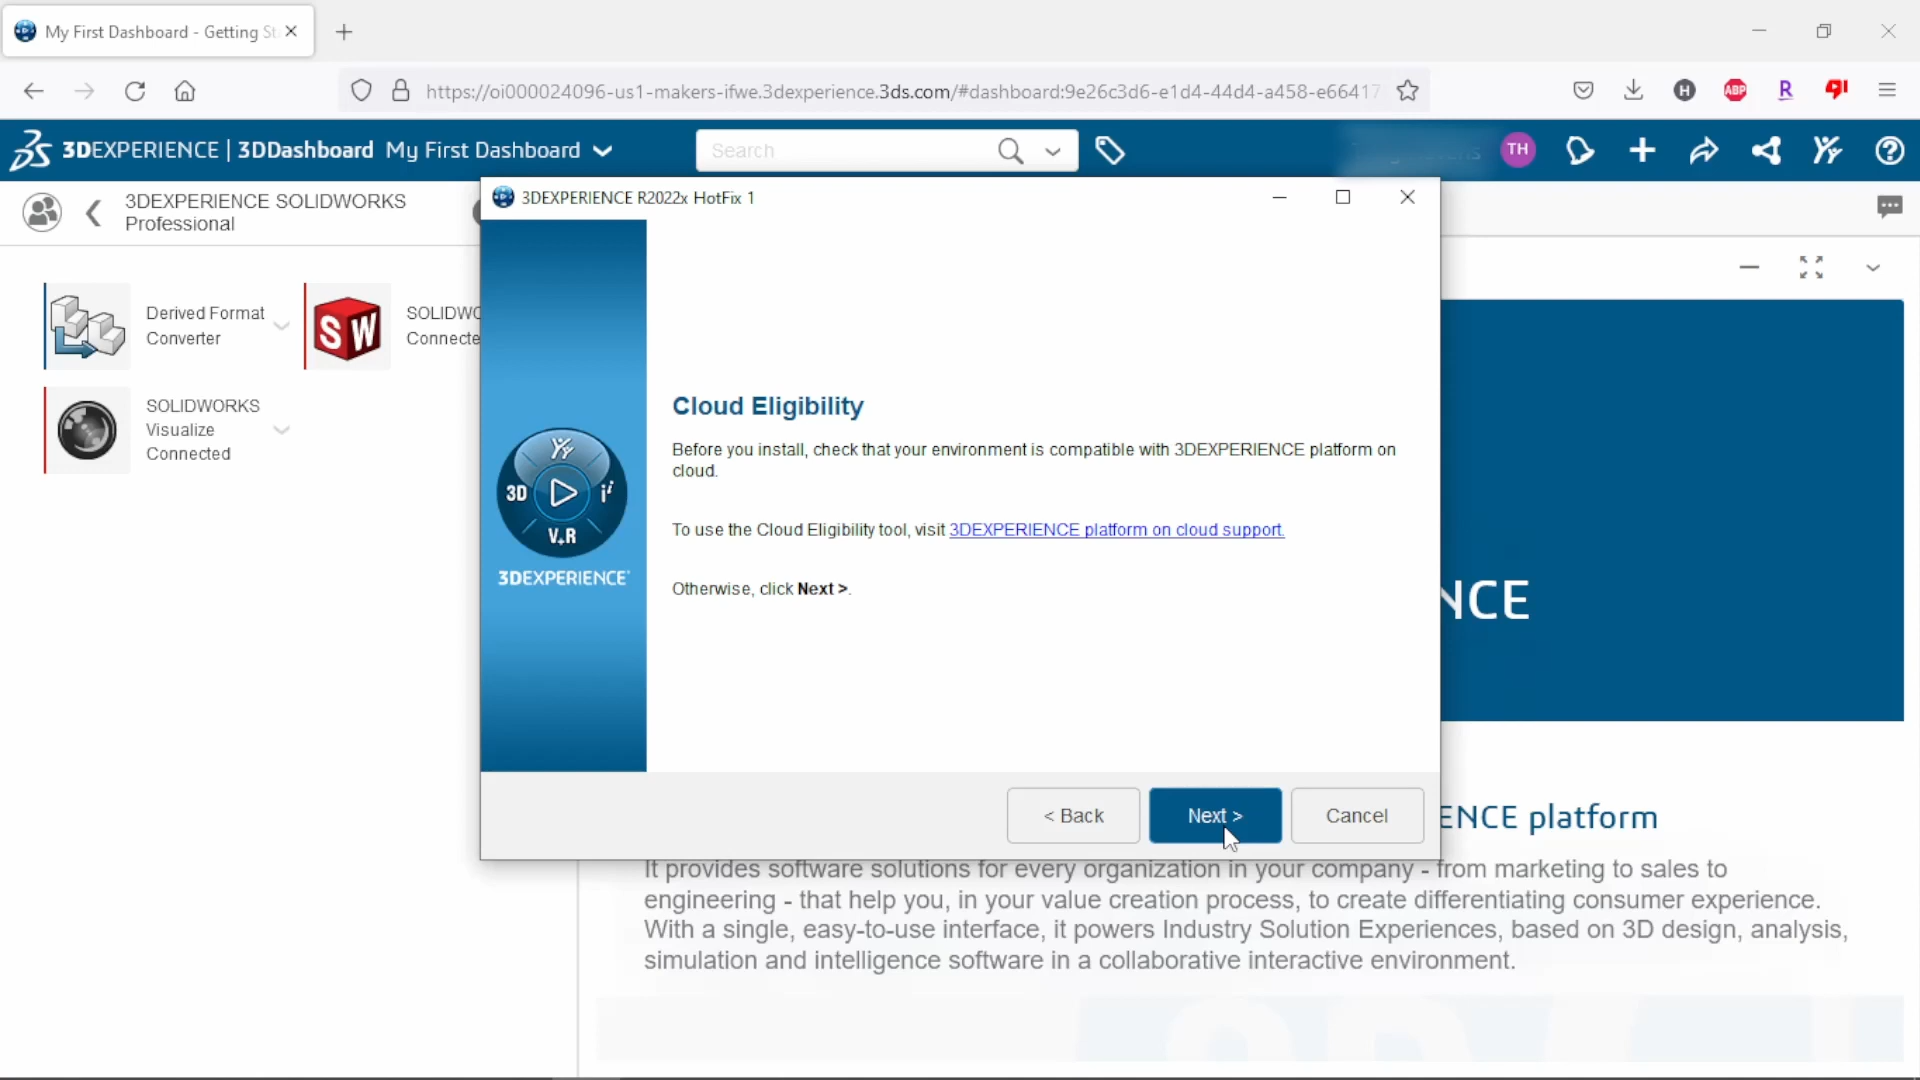 My First Dashboard - Getting St
https://oi000024096-us1-makers-ifwe.3dexperience.3ds.com/#dashboard:9e26c3d6-e1d4-44d4-a458-e66417
H
ABP
R
3DEXPERIENCE | 3DDashboard My First Dashboard
Search
TH
3DEXPERIENCE SOLIDWORKS
Professional
3DEXPERIENCE R2022x HotFix 1
Derived Format
Converter
SW
SOLIDWO
Connecte
SOLIDWORKS
Visualize
Connected
3D
V+R
3DEXPERIENCE
Cloud Eligibility
Before you install, check that your environment is compatible with 3DEXPERIENCE platform on
cloud.
To use the Cloud Eligibility tool, visit 3DEXPERIENCE platform on cloud support.
Otherwise, click Next >.
NCE
< Back
Next >
Cancel
ENCE platform
It provides software solutions for every organization in your company - from marketing to sales to
engineering - that help you, in your value creation process, to create differentiating consumer experience.
With a single, easy-to-use interface, it powers Industry Solution Experiences, based on 3D design, analysis,
simulation and intelligence software in a collaborative interactive environment.